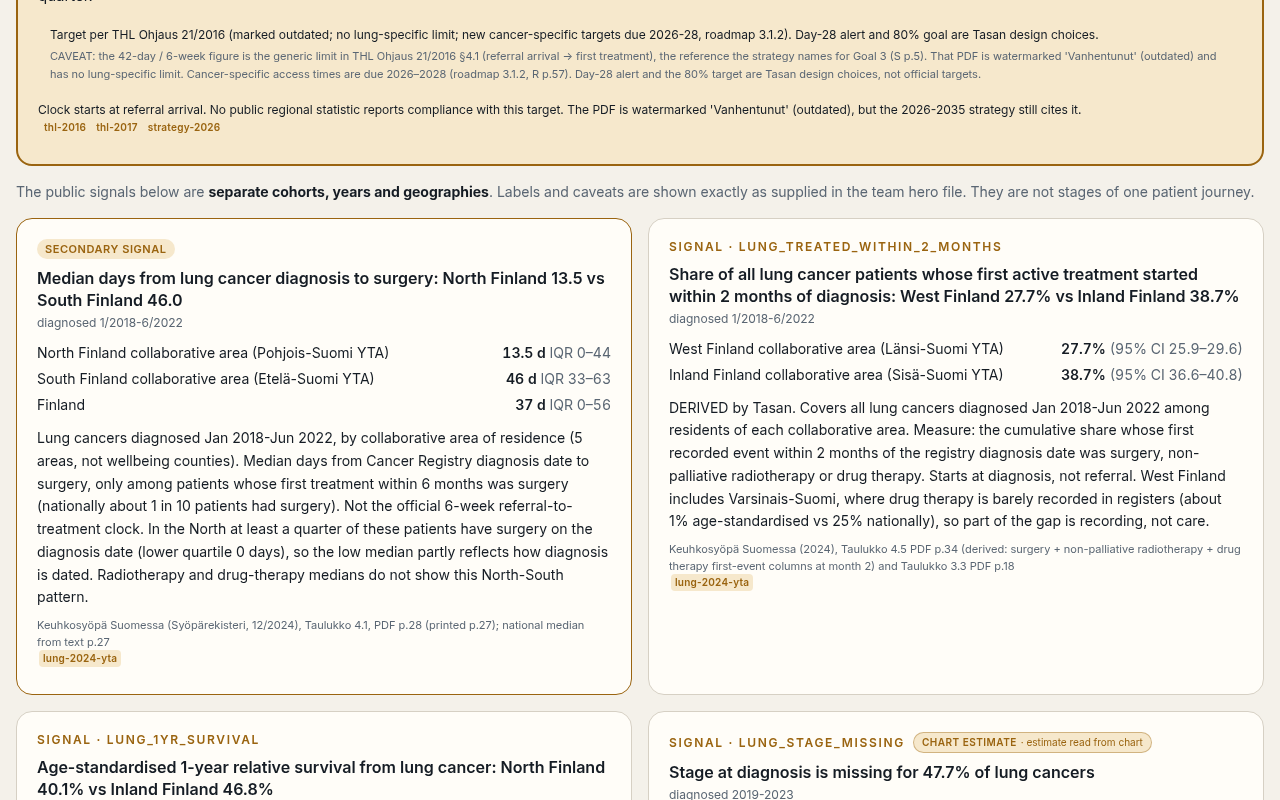 Target per THL Ohjaus 21/2016 (marked outdated; no lung-specific limit; new cancer-specific targets due 2026-28, roadmap 3.1.2). Day-28 alert and 80% goal are Tasan design choices.
CAVEAT: the 42-day / 6-week figure is the generic limit in THL Ohjaus 21/2016 §4.1 (referral arrival → first treatment), the reference the strategy names for Goal 3 (S p.5). That PDF is watermarked 'Vanhentunut' (outdated) and
has no lung-specific limit. Cancer-specific access times are due 2026–2028 (roadmap 3.1.2, R p.57). Day-28 alert and the 80% target are Tasan design choices, not official targets.
Clock starts at referral arrival. No public regional statistic reports compliance with this target. The PDF is watermarked 'Vanhentunut' (outdated), but the 2026-2035 strategy still cites it.
thl-2016 thl-2017 strategy-2026
The public signals below are separate cohorts, years and geographies. Labels and caveats are shown exactly as supplied in the team hero file. They are not stages of one patient journey.
SECONDARY SIGNAL
Median days from lung cancer diagnosis to surgery: North Finland 13.5 vs
South Finland 46.0
diagnosed 1/2018-6/2022
North Finland collaborative area (Pohjois-Suomi YTA) 13.5 d IQR 0–44
South Finland collaborative area (Etelä-Suomi YTA) 46 d IQR 33–63
Finland 37 d IQR 0–56
Lung cancers diagnosed Jan 2018-Jun 2022, by collaborative area of residence (5
areas, not wellbeing counties). Median days from Cancer Registry diagnosis date to
surgery, only among patients whose first treatment within 6 months was surgery
(nationally about 1 in 10 patients had surgery). Not the official 6-week referral-to-
treatment clock. In the North at least a quarter of these patients have surgery on the
diagnosis date (lower quartile 0 days), so the low median partly reflects how diagnosis
is dated. Radiotherapy and drug-therapy medians do not show this North-South
pattern.
Keuhkosyöpä Suomessa (Syöpärekisteri, 12/2024), Taulukko 4.1, PDF p.28 (printed p.27); national median
from text p.27
lung-2024-yta
SIGNAL · LUNG_TREATED_WITHIN_2_MONTHS
Share of all lung cancer patients whose first active treatment started
within 2 months of diagnosis: West Finland 27.7% vs Inland Finland 38.7%
diagnosed 1/2018-6/2022
West Finland collaborative area (Länsi-Suomi YTA) 27.7% (95% CI 25.9–29.6)
Inland Finland collaborative area (Sisä-Suomi YTA) 38.7% (95% CI 36.6–40.8)
DERIVED by Tasan. Covers all lung cancers diagnosed Jan 2018-Jun 2022 among
residents of each collaborative area. Measure: the cumulative share whose first
recorded event within 2 months of the registry diagnosis date was surgery, non-
palliative radiotherapy or drug therapy. Starts at diagnosis, not referral. West Finland
includes Varsinais-Suomi, where drug therapy is barely recorded in registers (about
1% age-standardised vs 25% nationally), so part of the gap is recording, not care.
Keuhkosyöpä Suomessa (2024), Taulukko 4.5 PDF p.34 (derived: surgery + non-palliative radiotherapy + drug
therapy first-event columns at month 2) and Taulukko 3.3 PDF p.18
lung-2024-yta
SIGNAL · LUNG_1YR_SURVIVAL
Age-standardised 1-year relative survival from lung cancer: North Finland
40.1% vs Inland Finland 46.8%
SIGNAL · LUNG_STAGE_MISSING CHART ESTIMATE · estimate read from chart
Stage at diagnosis is missing for 47.7% of lung cancers
diagnosed 2019-2023